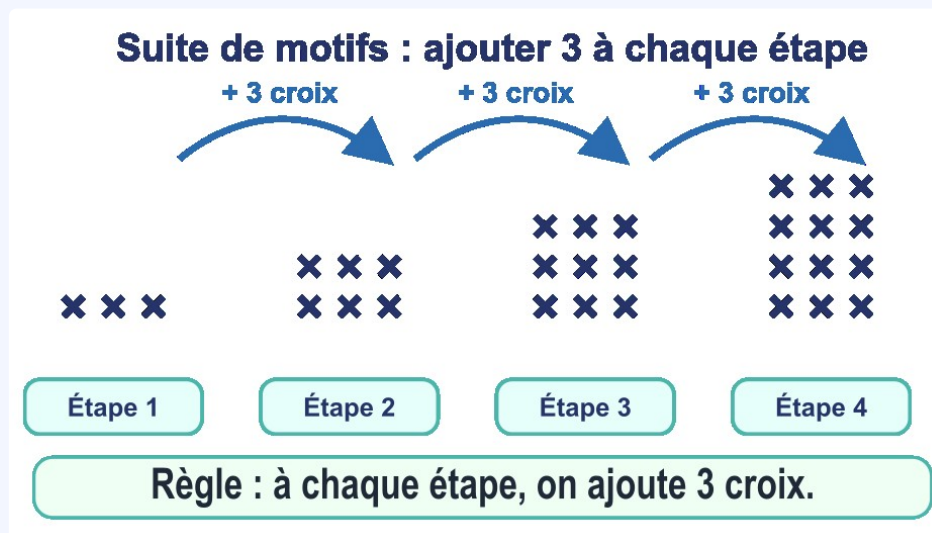 Suite de motifs : ajouter 3 à chaque étape
+ 3 croix
+ 3 croix
+ 3 croix
Étape 1
Étape 2
Étape 3
Étape 4
Règle : à chaque étape, on ajoute 3 croix.